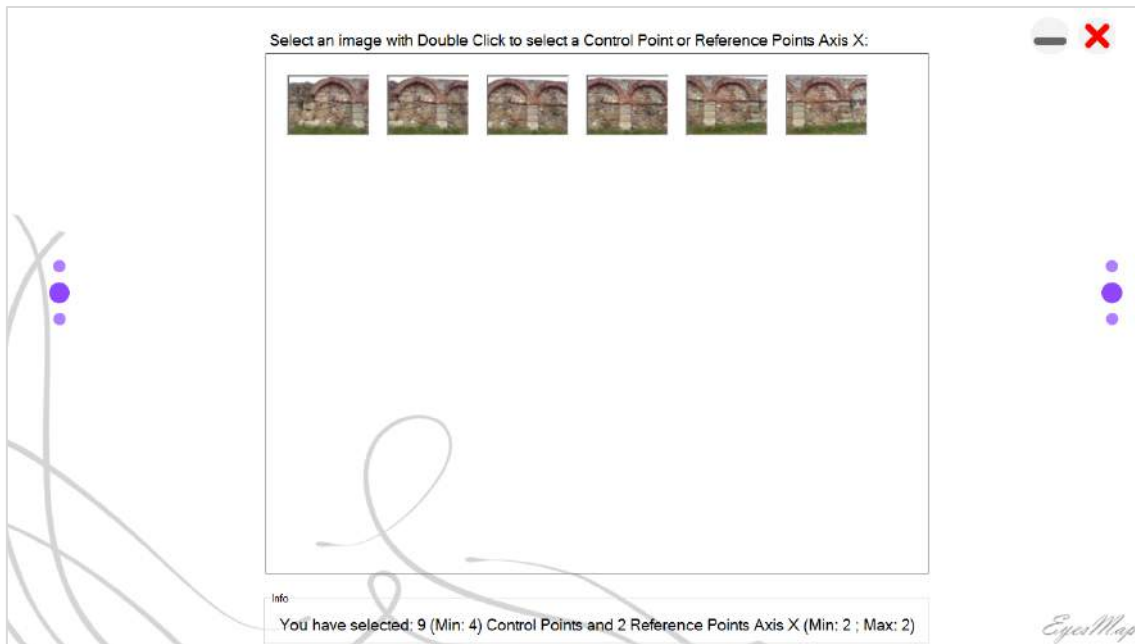 Select an image with Double Click to select a Control Point or Reference Points Axis X:
Info
You have selected: 9 (Min: 4) Control Points and 2 Reference Points Axis X (Min: 2 ; Max: 2)
EyesMap